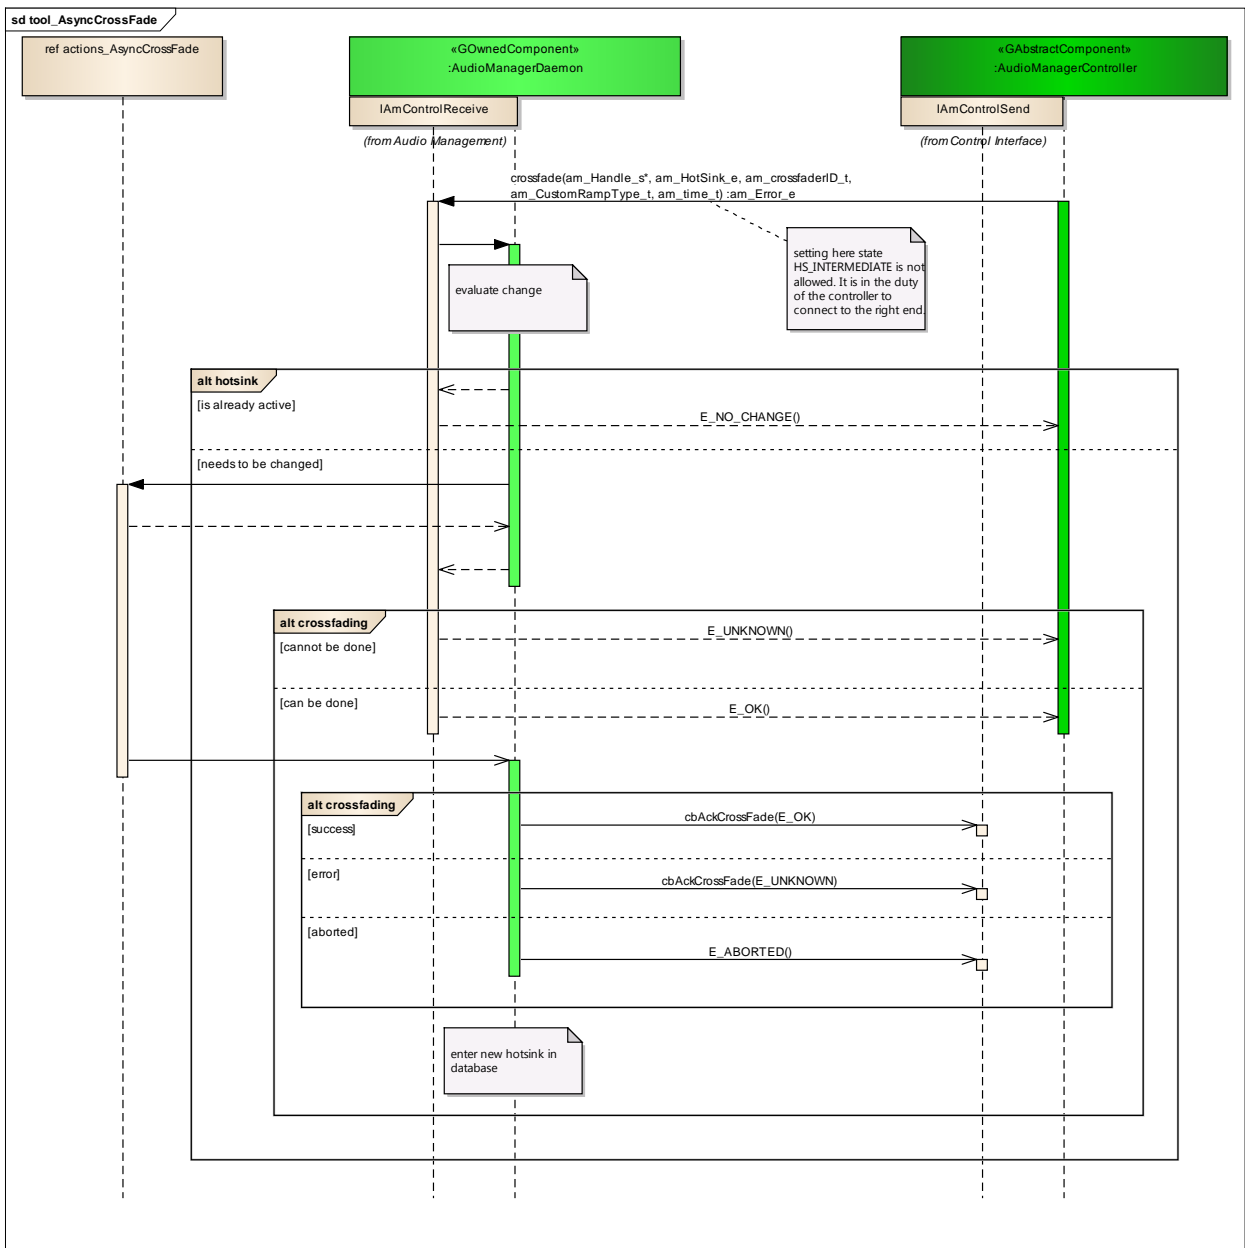 sd tool_AsyncCrossFade
ref actions_AsyncCrossFade
«GOwnedComponent»
:AudioManagerDaemon
«GAbstractComponent»
:AudioManagerController
IAmControlReceive
IAmControlSend
(from Audio Management)
(from Control Interface)
crossfade(am_Handle_s*, am_HotSink_e, am_crossfaderID_t,
am_CustomRampType_t, am_time_t) :am_Error_e
setting here state
HS_INTERMEDIATE is not
allowed. It is in the duty
of the controller to
connect to the right end.
evaluate change
alt hotsink
[is already active]
E_NO_CHANGE()
[needs to be changed]
alt crossfading
E_UNKNOWN()
[cannot be done]
[can be done]
E_OK()
alt crossfading
cbAckCrossFade(E_OK)
[success]
[error]
cbAckCrossFade(E_UNKNOWN)
[aborted]
E_ABORTED()
enter new hotsink in
database